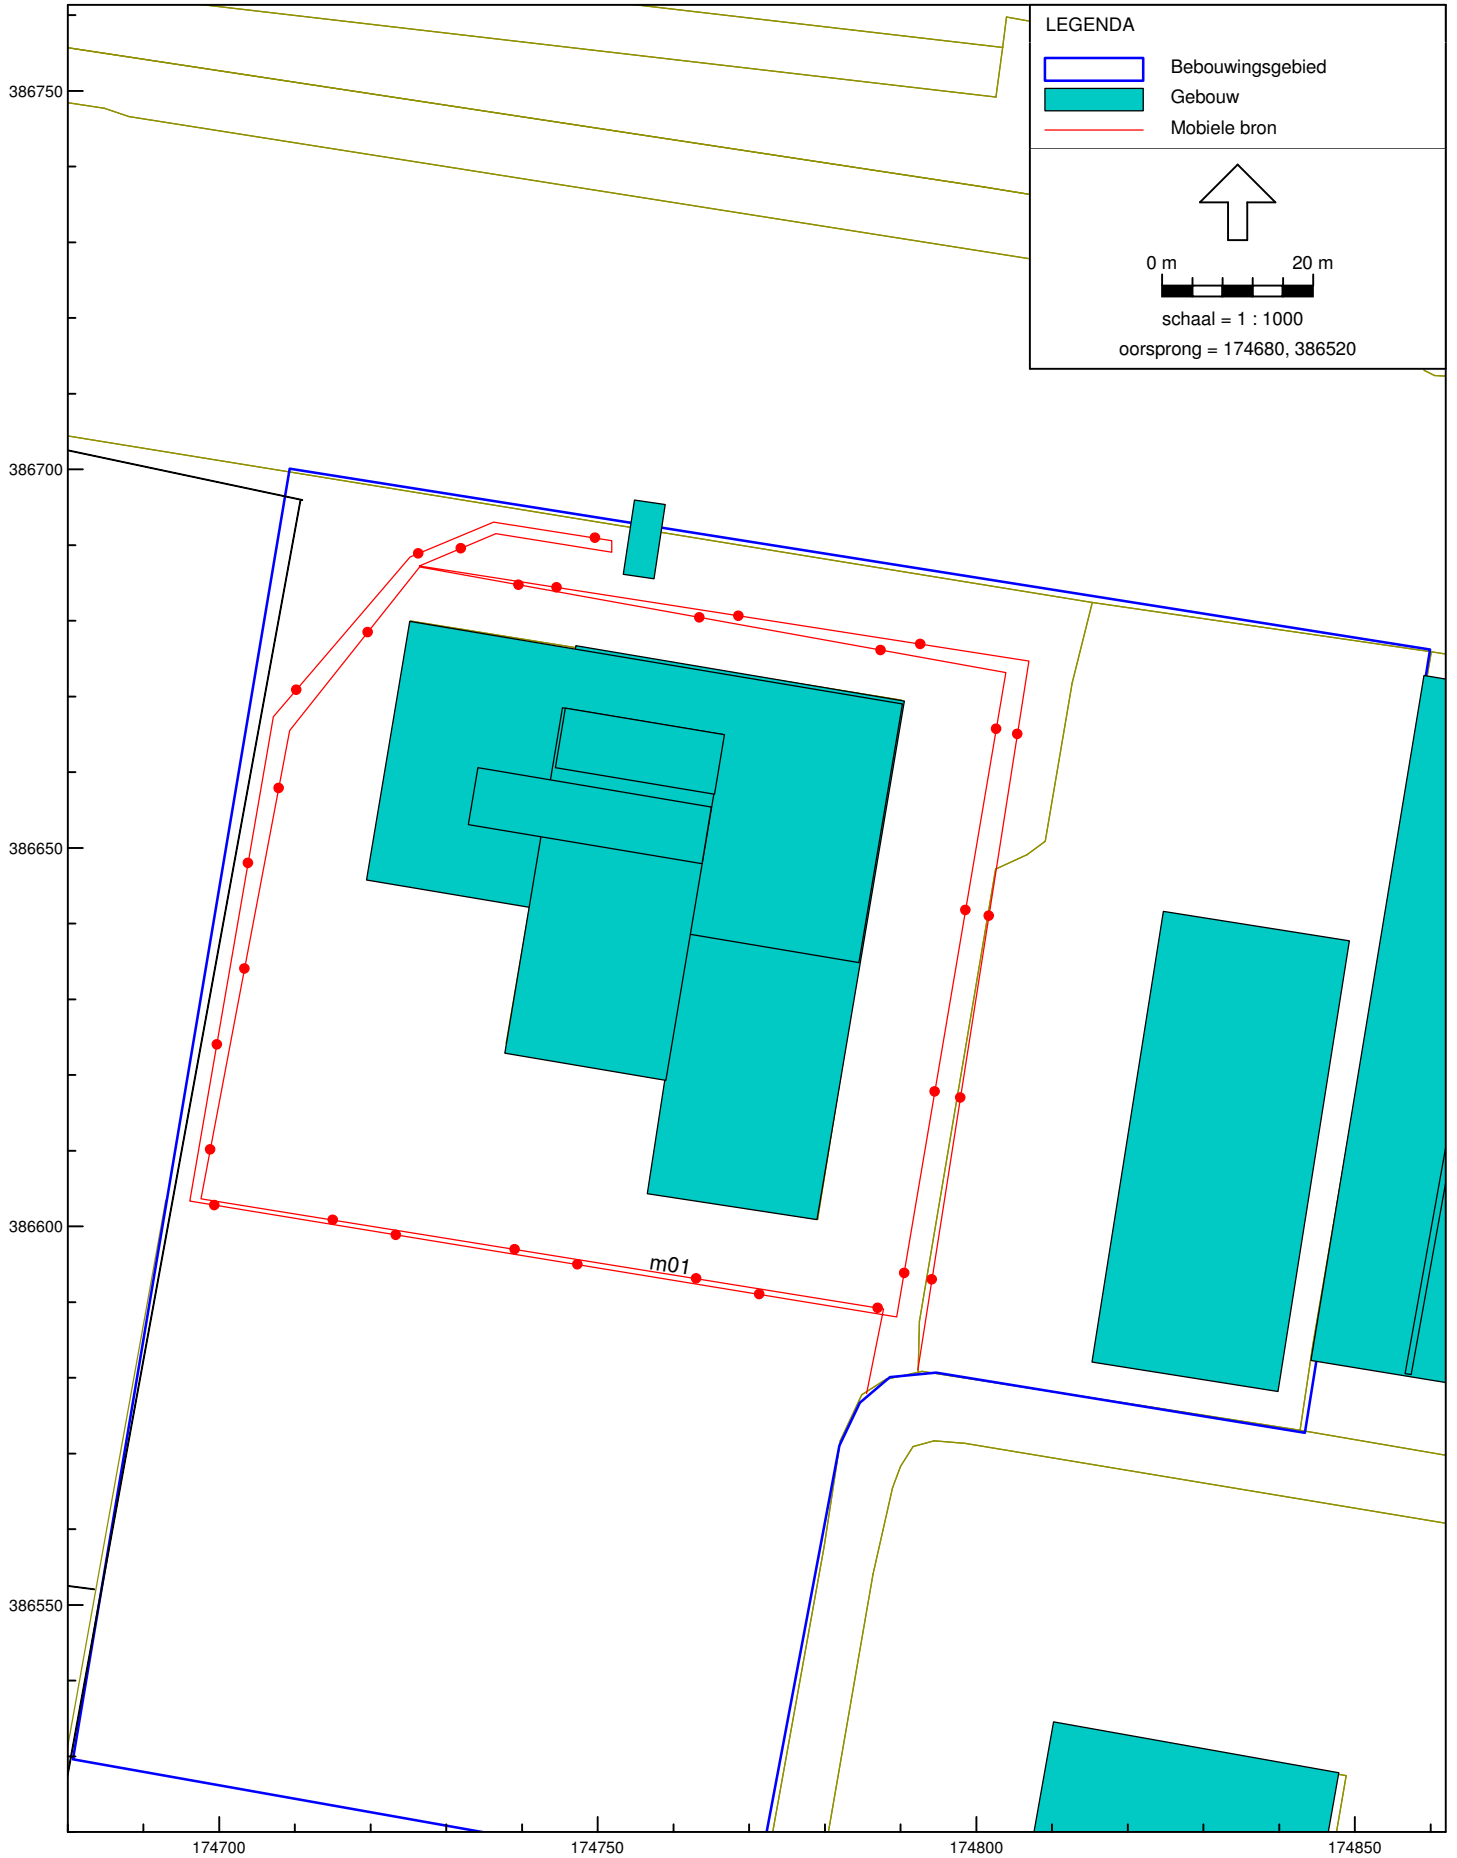 LEGENDA
Bebouwingsgebied
Gebouw
Mobiele bron
0 m 20 m
schaal = 1 : 1000
oorsprong = 174680, 386520
386750
386700
386650
386600
386550
m01
174700 174750 174800 174850